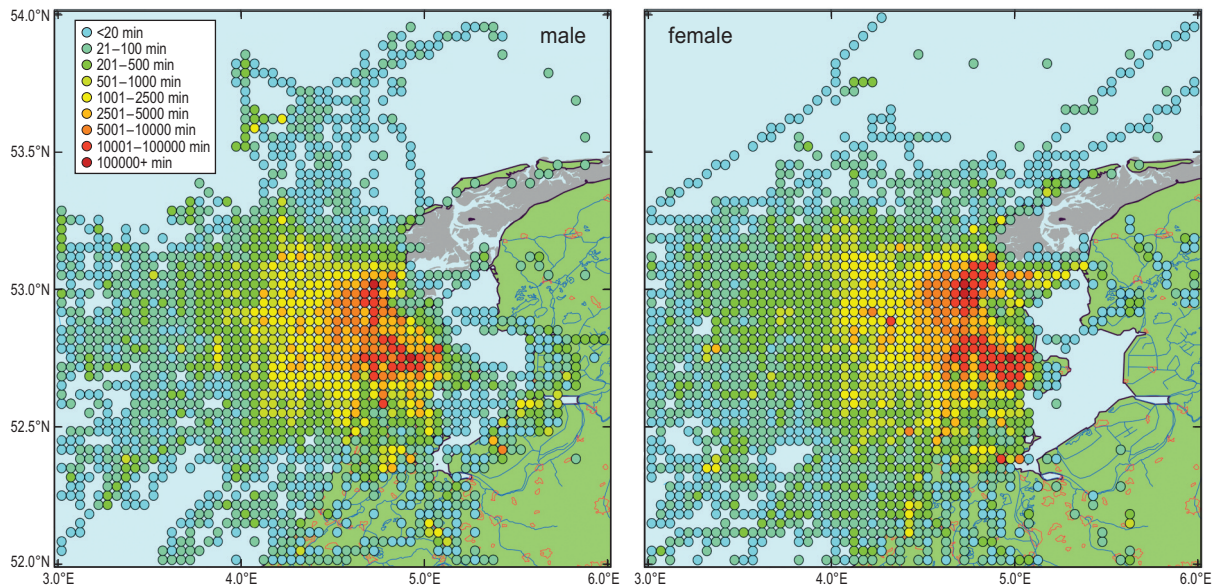 54.0°N
male
female
<20 min
21–100 min
201–500 min
501–1000 min
1001–2500 min
2501–5000 min
5001–10000 min
10001–100000 min
100000+ min
53.5°N
53.0°N
52.5°N
52.0°N
3.0°E 4.0°E 5.0°E 6.0°E 3.0°E 4.0°E 5.0°E 6.0°E